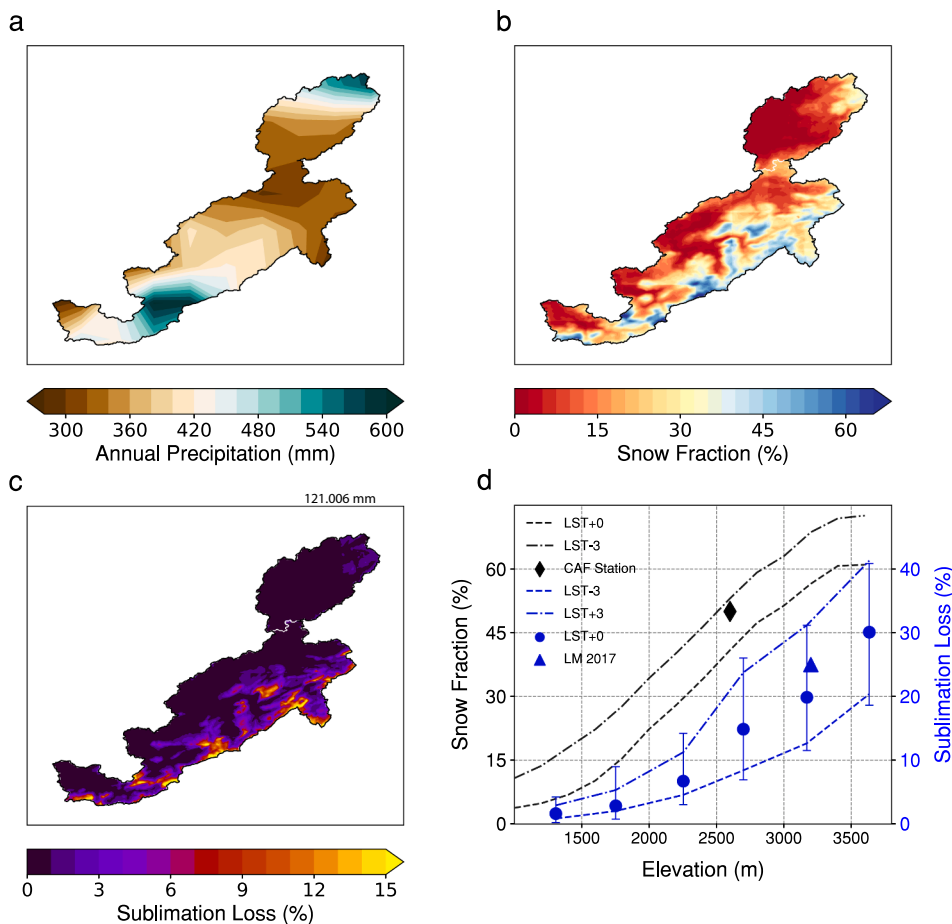 a
b
300 360 420 480 540 600
Annual Precipitation (mm)
0 15 30 45 60
Snow Fraction (%)
c
121.006 mm
0 3 6 9 12 15
Sublimation Loss (%)
d
LST+0
LST-3
CAF Station
LST-3
LST+3
LST+0
LM 2017
Snow Fraction (%)
0
15
30
45
60
Sublimation Loss (%)
0
10
20
30
40
1000 1500 2000 2500 3000 3500
Elevation (m)